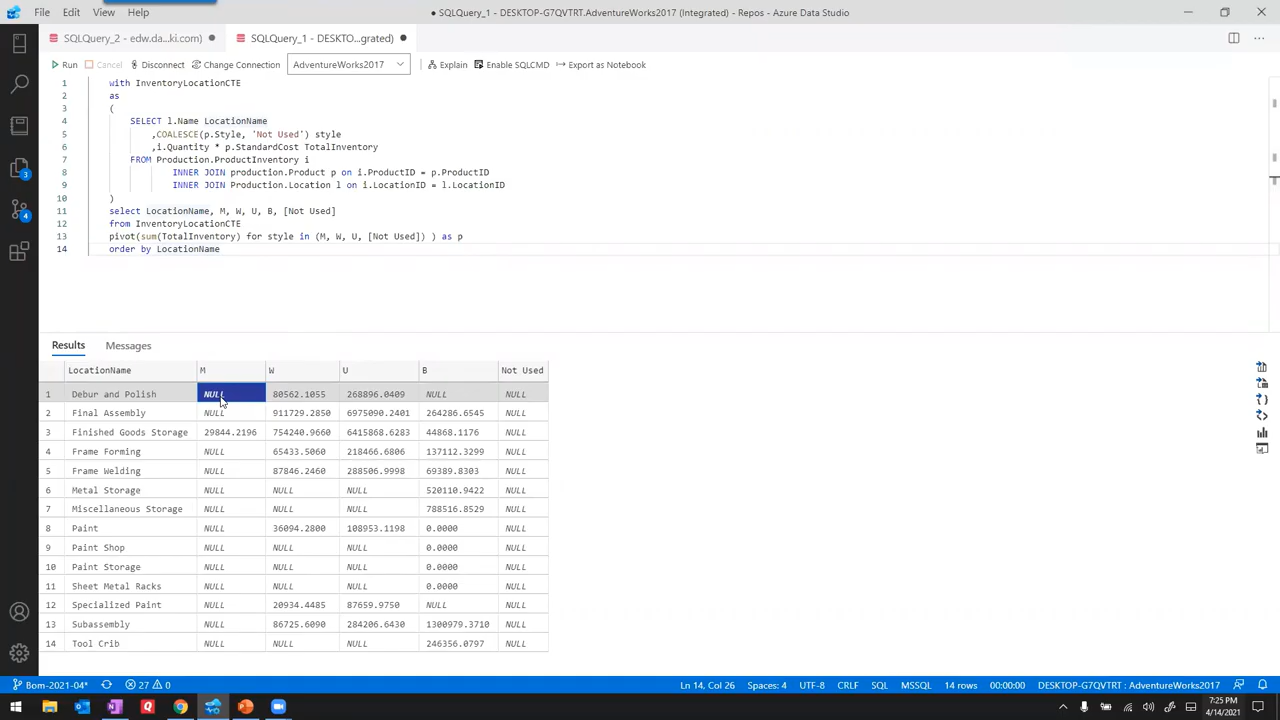 File Edit View Help
● SQLQuery_1 - DESKTOP-G7QVTRT.AdventureWorks2017 (Integrated) - Repos - Azure Data Studio
SQLQuery_2 - edw.da...ki.com) ● SQLQuery_1 - DESKTO...grated) ●
Run Cancel Disconnect Change Connection AdventureWorks2017 Explain Enable SQLCMD Export as Notebook
1 with InventoryLocationCTE
2 as
3 (
4 SELECT l.Name LocationName
5 ,COALESCE(p.Style, 'Not Used') style
6 ,i.Quantity * p.StandardCost TotalInventory
7 FROM Production.ProductInventory i
8 INNER JOIN production.Product p on i.ProductID = p.ProductID
9 INNER JOIN Production.Location l on i.LocationID = l.LocationID
10 )
11 select LocationName, M, W, U, B, [Not Used]
12 from InventoryLocationCTE
13 pivot(sum(TotalInventory) for style in (M, W, U, [Not Used]) ) as p
14 order by LocationName
3
4
Results Messages
LocationName M W U B Not Used
1 Debur and Polish NULL 80562.1055 268896.0409 NULL NULL
2 Final Assembly NULL 911729.2850 6975090.2401 264286.6545 NULL
3 Finished Goods Storage 29844.2196 754240.9660 6415868.6283 44868.1176 NULL
4 Frame Forming NULL 65433.5060 218466.6806 137112.3299 NULL
5 Frame Welding NULL 87846.2460 288506.9998 69389.8303 NULL
6 Metal Storage NULL NULL NULL 520110.9422 NULL
7 Miscellaneous Storage NULL NULL NULL 788516.8529 NULL
8 Paint NULL 36094.2800 108953.1198 0.0000 NULL
9 Paint Shop NULL NULL NULL 0.0000 NULL
10 Paint Storage NULL NULL NULL 0.0000 NULL
11 Sheet Metal Racks NULL NULL NULL 0.0000 NULL
12 Specialized Paint NULL 20934.4485 87659.9750 NULL NULL
13 Subassembly NULL 86725.6090 284206.6430 1300979.3710 NULL
14 Tool Crib NULL NULL NULL 246356.0797 NULL
Bom-2021-04* 27 0 Ln 14, Col 26 Spaces: 4 UTF-8 CRLF SQL MSSQL 14 rows 00:00:00 DESKTOP-G7QVTRT : AdventureWorks2017
7:25 PM
4/14/2021